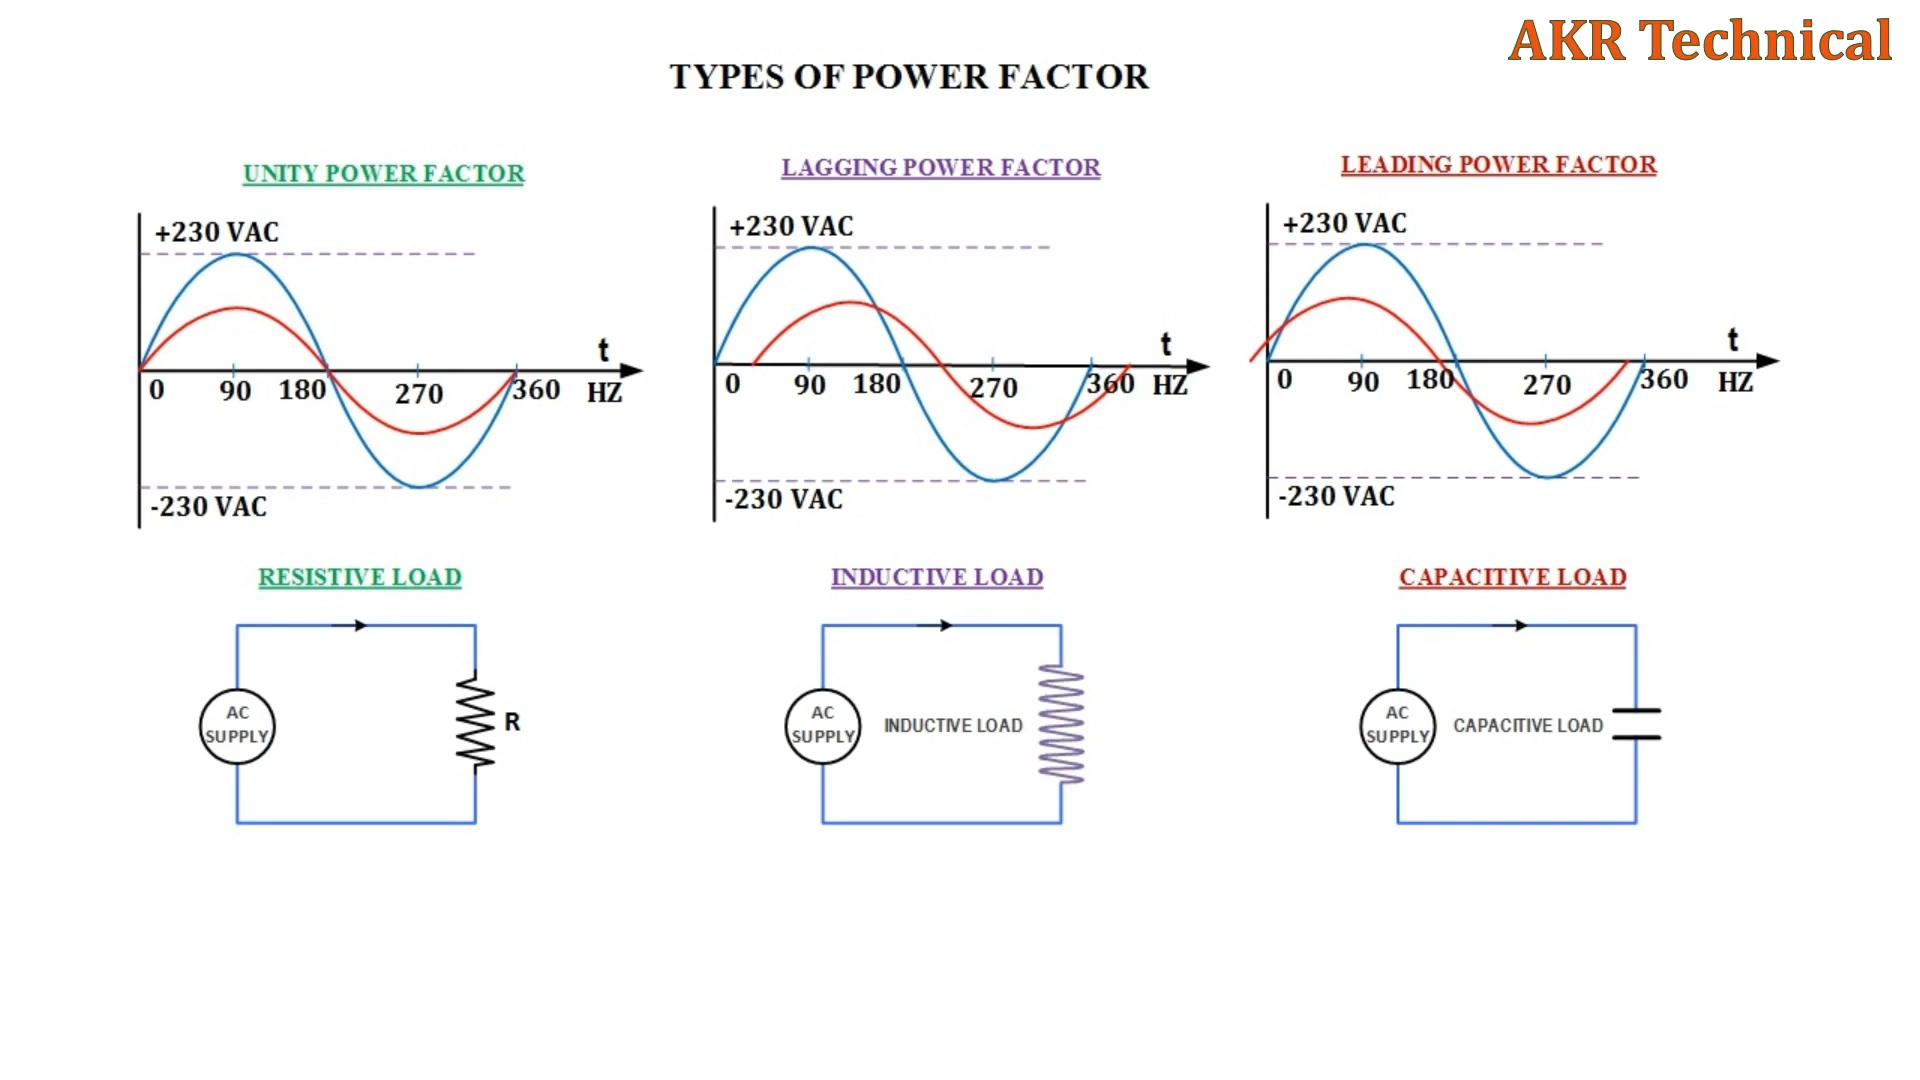 AKR Technical
TYPES OF POWER FACTOR
UNITY POWER FACTOR
+230 VAC
t
0 90 180 270 360 HZ
-230 VAC
LAGGING POWER FACTOR
+230 VAC
t
0 90 180 270 360 HZ
-230 VAC
LEADING POWER FACTOR
+230 VAC
t
0 90 180 270 360 HZ
-230 VAC
RESISTIVE LOAD
AC
SUPPLY
R
INDUCTIVE LOAD
AC
SUPPLY
INDUCTIVE LOAD
CAPACITIVE LOAD
AC
SUPPLY
CAPACITIVE LOAD